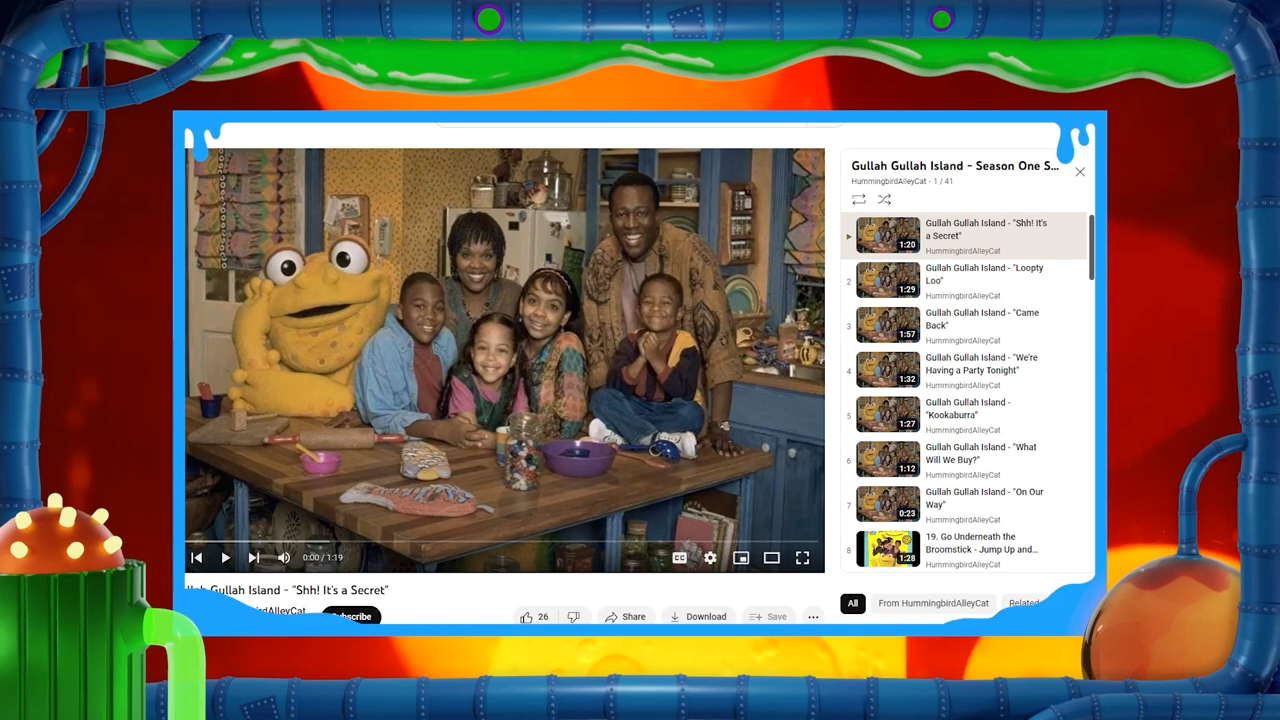 Gullah Gullah Island - Season One S...
HummingbirdAlleyCat - 1 / 41
Gullah Gullah Island - "Shh! It's
a Secret"
HummingbirdAlleyCat
1:20
2
Gullah Gullah Island - "Loopty
Loo"
HummingbirdAlleyCat
1:29
3
Gullah Gullah Island - "Came
Back"
HummingbirdAlleyCat
1:57
4
Gullah Gullah Island - "We're
Having a Party Tonight"
HummingbirdAlleyCat
1:32
5
Gullah Gullah Island -
"Kookaburra"
HummingbirdAlleyCat
1:27
6
Gullah Gullah Island - "What
Will We Buy?"
HummingbirdAlleyCat
1:12
7
Gullah Gullah Island - "On Our
Way"
HummingbirdAlleyCat
0:23
8
19. Go Underneath the
Broomstick - Jump Up and...
HummingbirdAlleyCat
1:28
0:00 / 1:19
CC
llah Gullah Island - "Shh! It's a Secret"
birdAlleyCat
bscribe
26
Share
Download
Save
All
From HummingbirdAlleyCat
Related